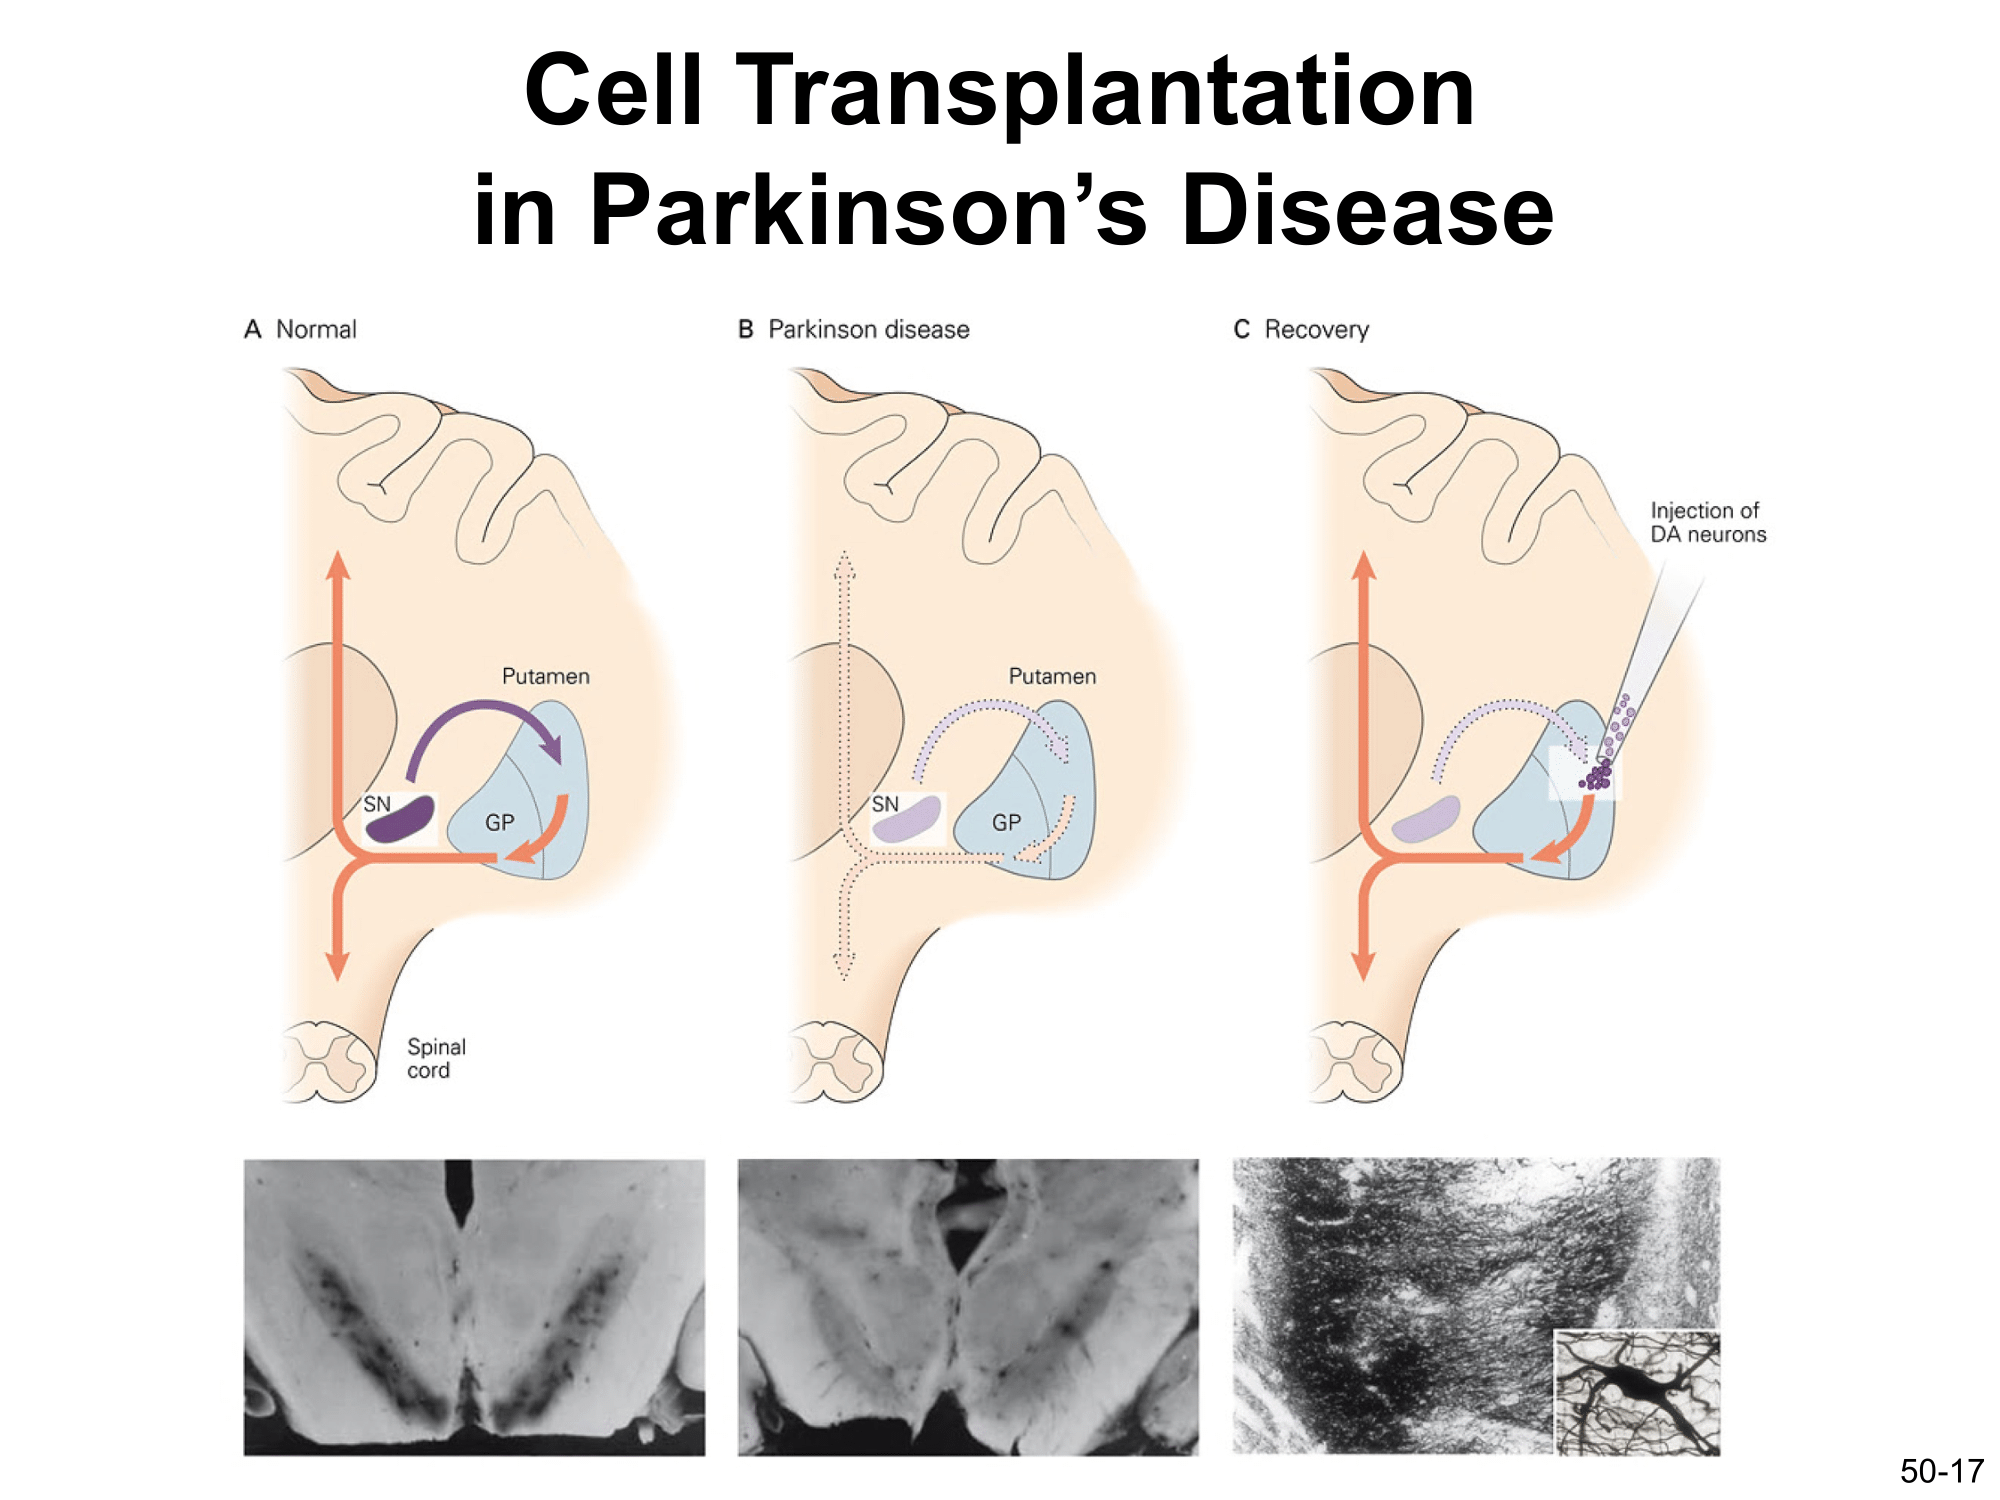 Cell Transplantation
in Parkinson’s Disease
A Normal
B Parkinson disease
C Recovery
Injection of
DA neurons
Putamen
SN
GP
Spinal
cord
Putamen
SN
GP
50-17